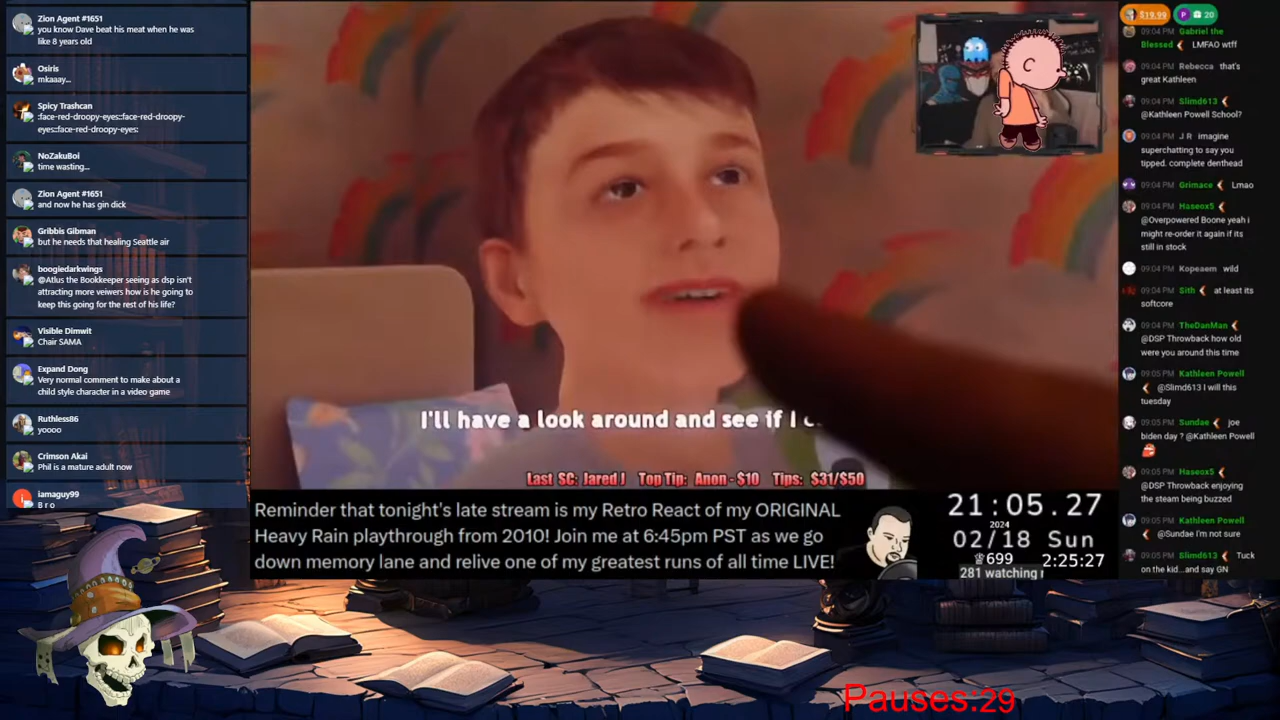 Zion Agent #1651
you know Dave beat his meat when he was
like 8 years old
Osiris
mkaaay...
Spicy Trashcan
:face-red-droopy-eyes::face-red-droopy-
eyes::face-red-droopy-eyes:
NoZakuBoi
time wasting...
Zion Agent #1651
and now he has gin dick
Gribbis Gibman
but he needs that healing Seattle air
boogiedarkwings
@Atlus the Bookkeeper seeing as dsp isn't
attracting more veiwers how is he going to
keep this going for the rest of his life?
Visible Dimwit
Chair SAMA
Expand Dong
Very normal comment to make about a
child style character in a video game
Ruthless86
yoooo
Crimson Akai
Phil is a mature adult now
iamaguy99
B r o
I'll have a look around and see if I c
Last SC: Jared J Top Tip: Anon - $10 Tips: $31/$50
Reminder that tonight's late stream is my Retro React of my ORIGINAL
Heavy Rain playthrough from 2010! Join me at 6:45pm PST as we go
down memory lane and relive one of my greatest runs of all time LIVE!
21:05.27
2024
02/18 Sun
699
2:25:27
281 watching
$19.99
P 20
09:04 PM Gabriel the
Blessed LMFAO wtff
09:04 PM Rebecca that's
great Kathleen
09:04 PM Slimd613
@Kathleen Powell School?
09:04 PM J R imagine
superchatting to say you
tipped. complete denthead
09:04 PM Grimace Lmao
09:04 PM Haseox5
@Overpowered Boone yeah i
might re-order it again if its
still in stock
09:04 PM Kopeaem wild
09:04 PM Sith at least its
softcore
09:04 PM TheDanMan
@DSP Throwback how old
were you around this time
09:05 PM Kathleen Powell
@Slimd613 I will this
tuesday
09:05 PM Sundae joe
biden day ? @Kathleen Powell
09:05 PM Haseox5
@DSP Throwback enjoying
the steam being buzzed
09:05 PM Kathleen Powell
@Sundae I'm not sure
09:05 PM Slimd613 Tuck
on the kid...and say GN
Pauses:29